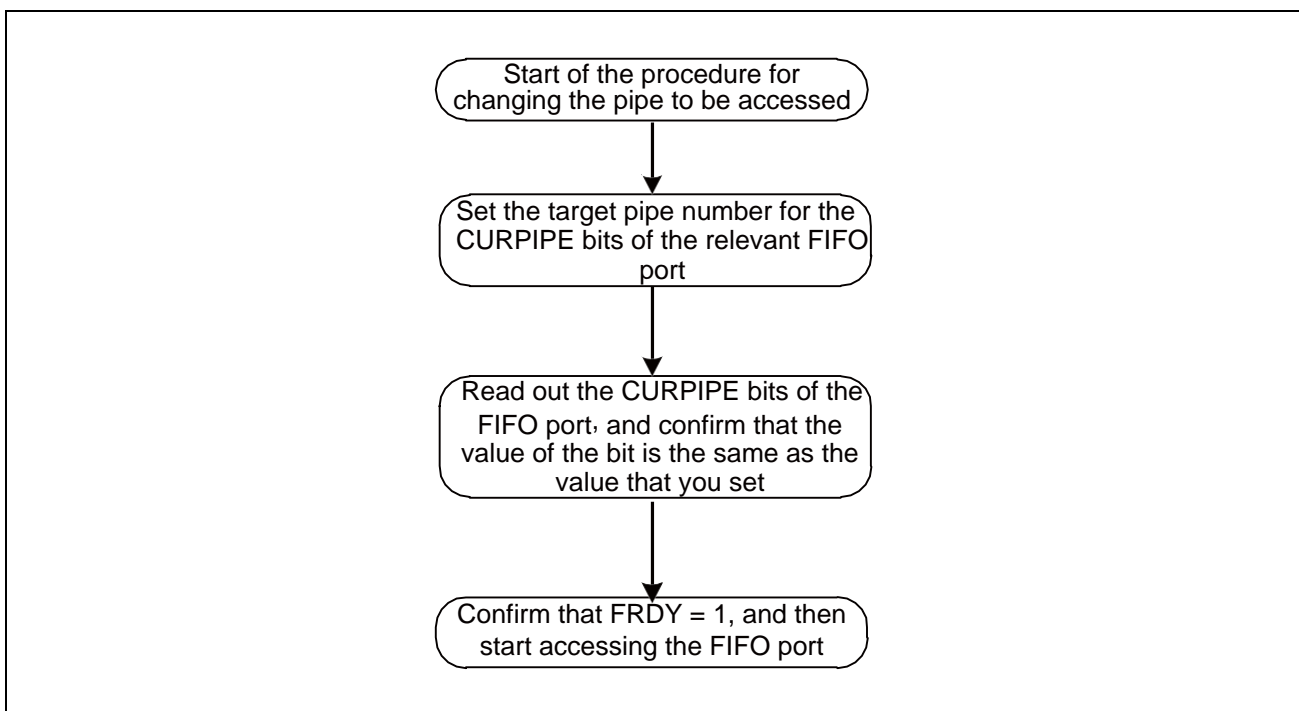 Start of the procedure for
changing the pipe to be accessed
Set the target pipe number for the
CURPIPE bits of the relevant FIFO
port
Read out the CURPIPE bits of the
FIFO port, and confirm that the
value of the bit is the same as the
value that you set
Confirm that FRDY = 1, and then
start accessing the FIFO port